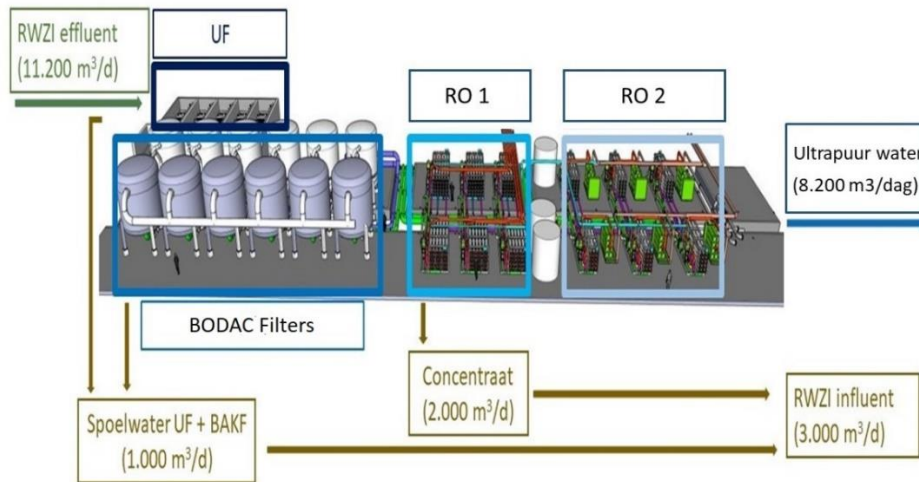 RWZI effluent
(11.200 m³/d)
UF
RO 1
RO 2
Ultrapuur water
(8.200 m3/dag)
BODAC Filters
Concentraat
(2.000 m³/d)
RWZI influent
(3.000 m³/d)
Spoelwater UF + BAKF
(1.000 m³/d)